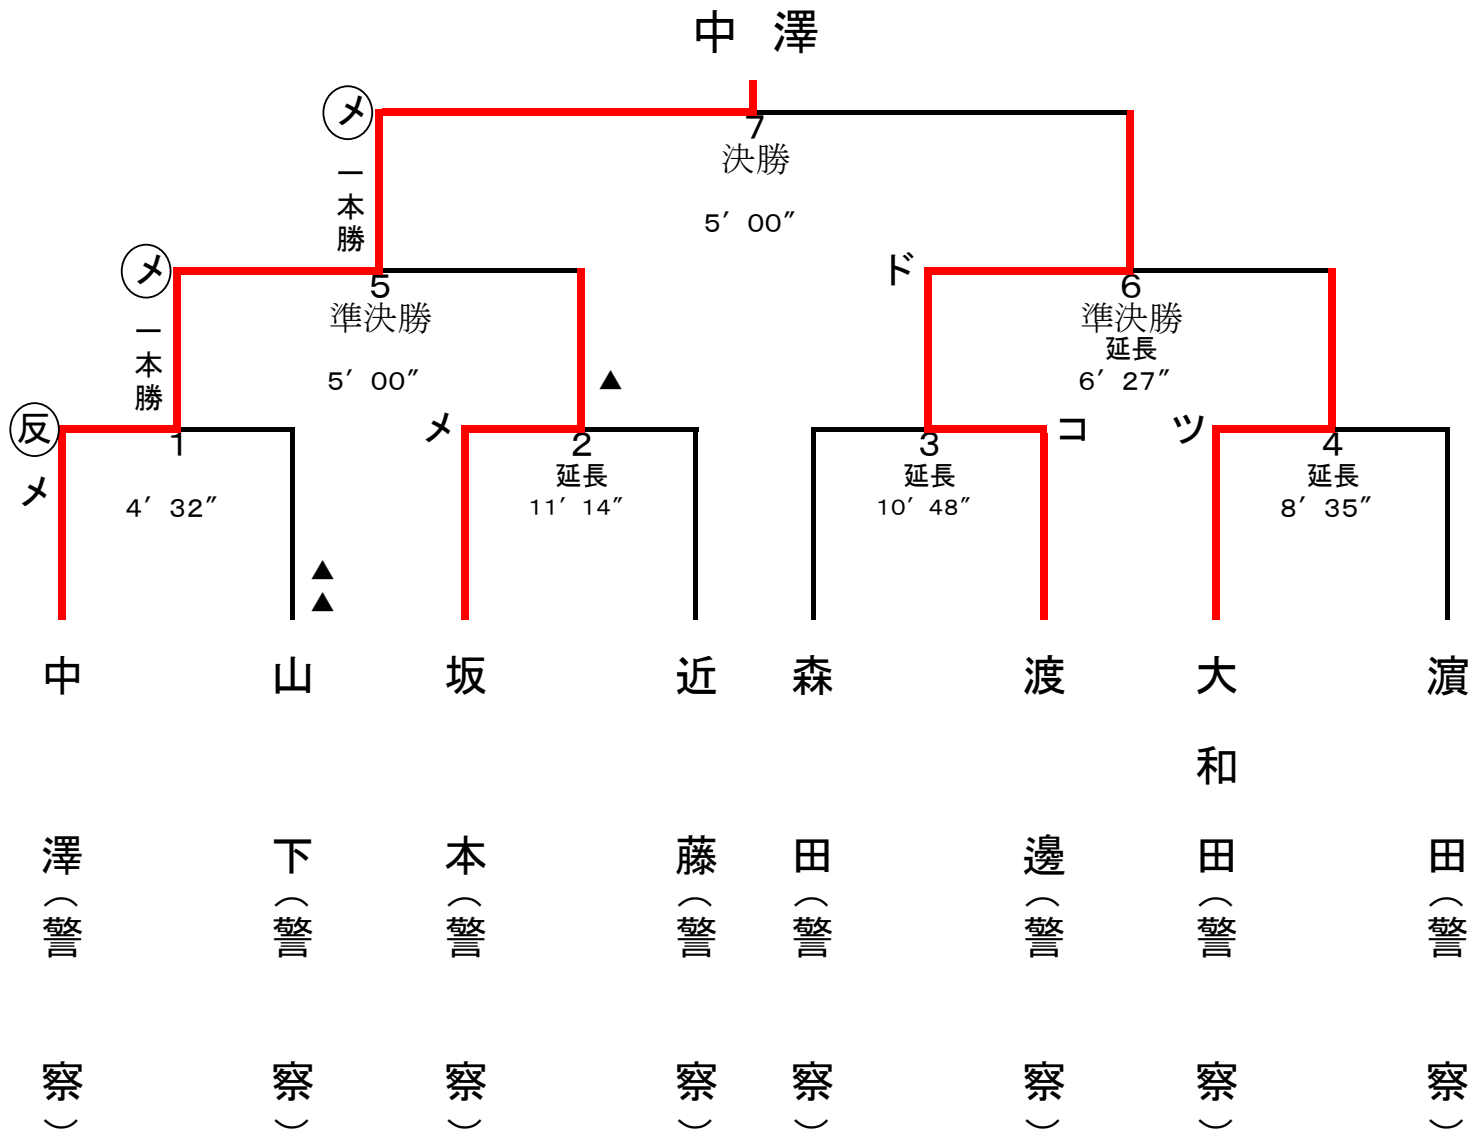 中 澤
メ
7
決勝
一本勝
5′ 00″
メ
5
準決勝
ド
6
準決勝
延長
一本勝
5′ 00″
▲
6′ 27″
反
メ
1
4′ 32″
▲
▲
メ
2
延長
11′ 14″
3
コ
延長
10′ 48″
ツ
4
延長
8′ 35″
中澤（警察）
山下（警察）
坂本（警察）
近藤（警察）
森田（警察）
渡邊（警察）
大和田（警察）
濵田（警察）